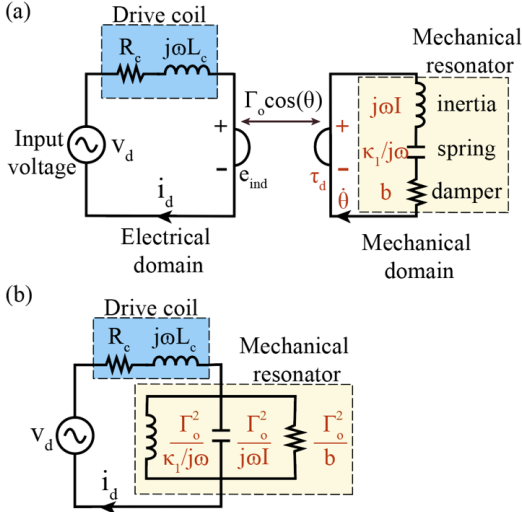 (a)
Drive coil
R_c jωL_c
Mechanical
resonator
Γ_o cos(θ)
jωI inertia
Input
voltage
v_d
+
-
e_ind
+
-
τ_d
κ_1/jω spring
b damper
i_d
θ̇
Electrical
domain
Mechanical
domain
(b)
Drive coil
R_c jωL_c
Mechanical
resonator
v_d
Γ_o^2/(κ_1/jω) Γ_o^2/(jωI) Γ_o^2/b
i_d